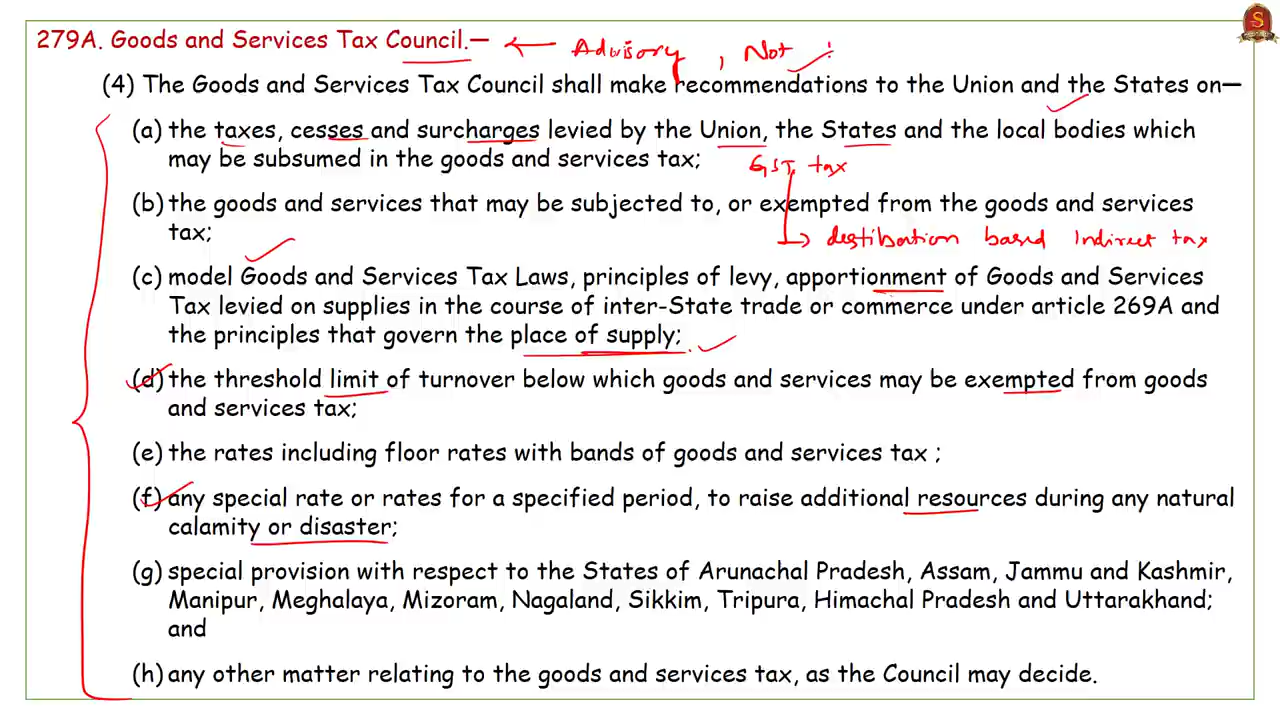 279A. Goods and Services Tax Council.—
← Advisory, Not
(4) The Goods and Services Tax Council shall make recommendations to the Union and the States on—
(a) the taxes, cesses and surcharges levied by the Union, the States and the local bodies which
may be subsumed in the goods and services tax;
GST tax
(b) the goods and services that may be subjected to, or exempted from the goods and services
tax;
destibation based indirect tax
(c) model Goods and Services Tax Laws, principles of levy, apportionment of Goods and Services
Tax levied on supplies in the course of inter-State trade or commerce under article 269A and
the principles that govern the place of supply;
(d) the threshold limit of turnover below which goods and services may be exempted from goods
and services tax;
(e) the rates including floor rates with bands of goods and services tax ;
(f) any special rate or rates for a specified period, to raise additional resources during any natural
calamity or disaster;
(g) special provision with respect to the States of Arunachal Pradesh, Assam, Jammu and Kashmir,
Manipur, Meghalaya, Mizoram, Nagaland, Sikkim, Tripura, Himachal Pradesh and Uttarakhand;
and
(h) any other matter relating to the goods and services tax, as the Council may decide.